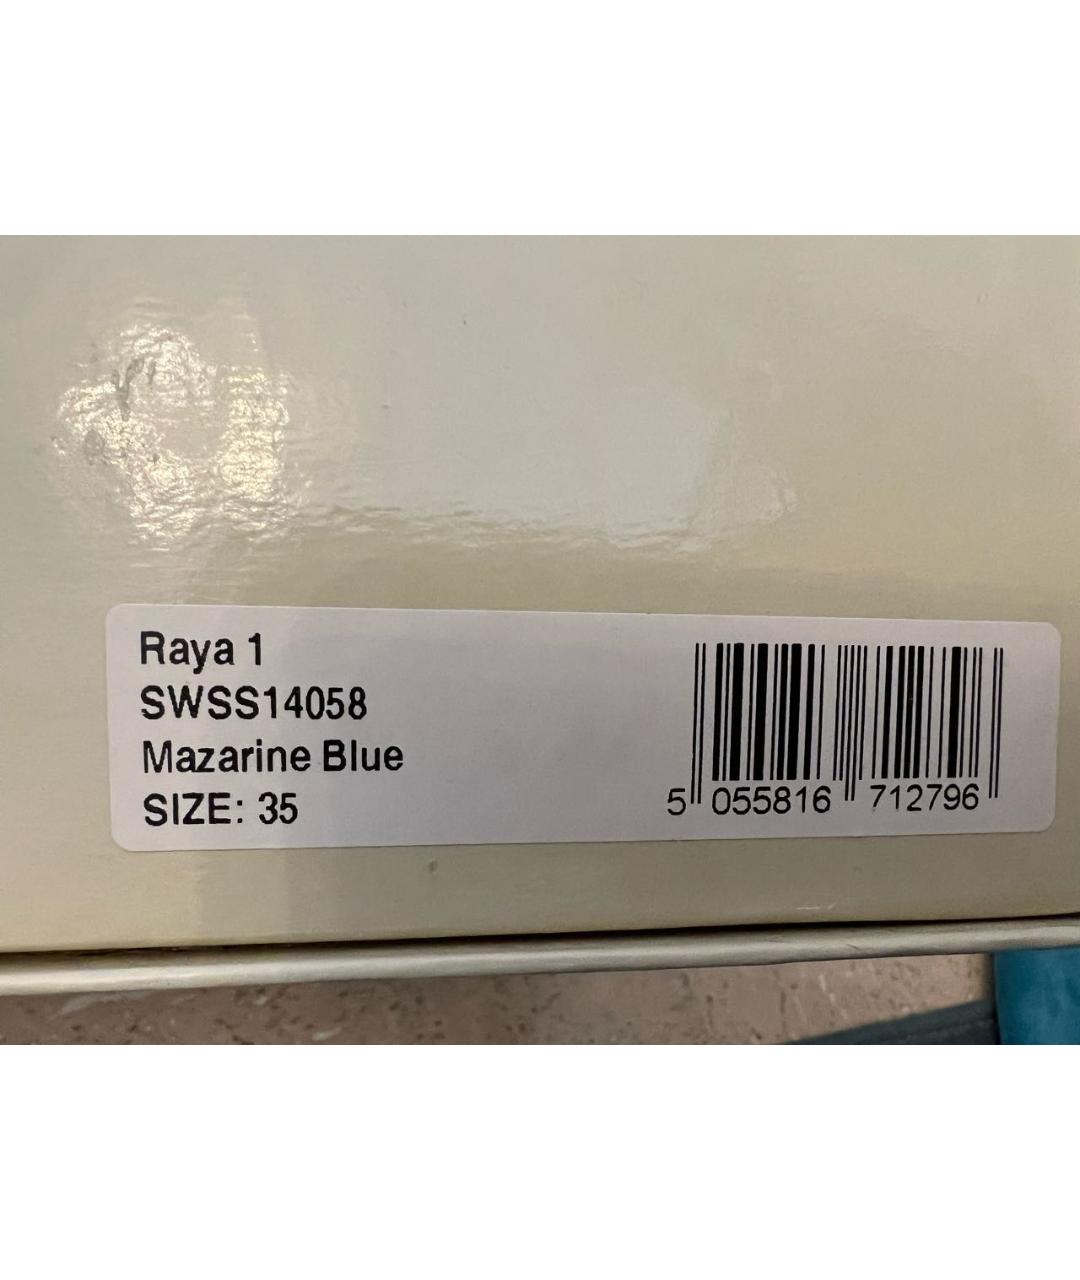 Raya 1
SWSS14058
Mazarine Blue
SIZE: 35
5 055816 712796